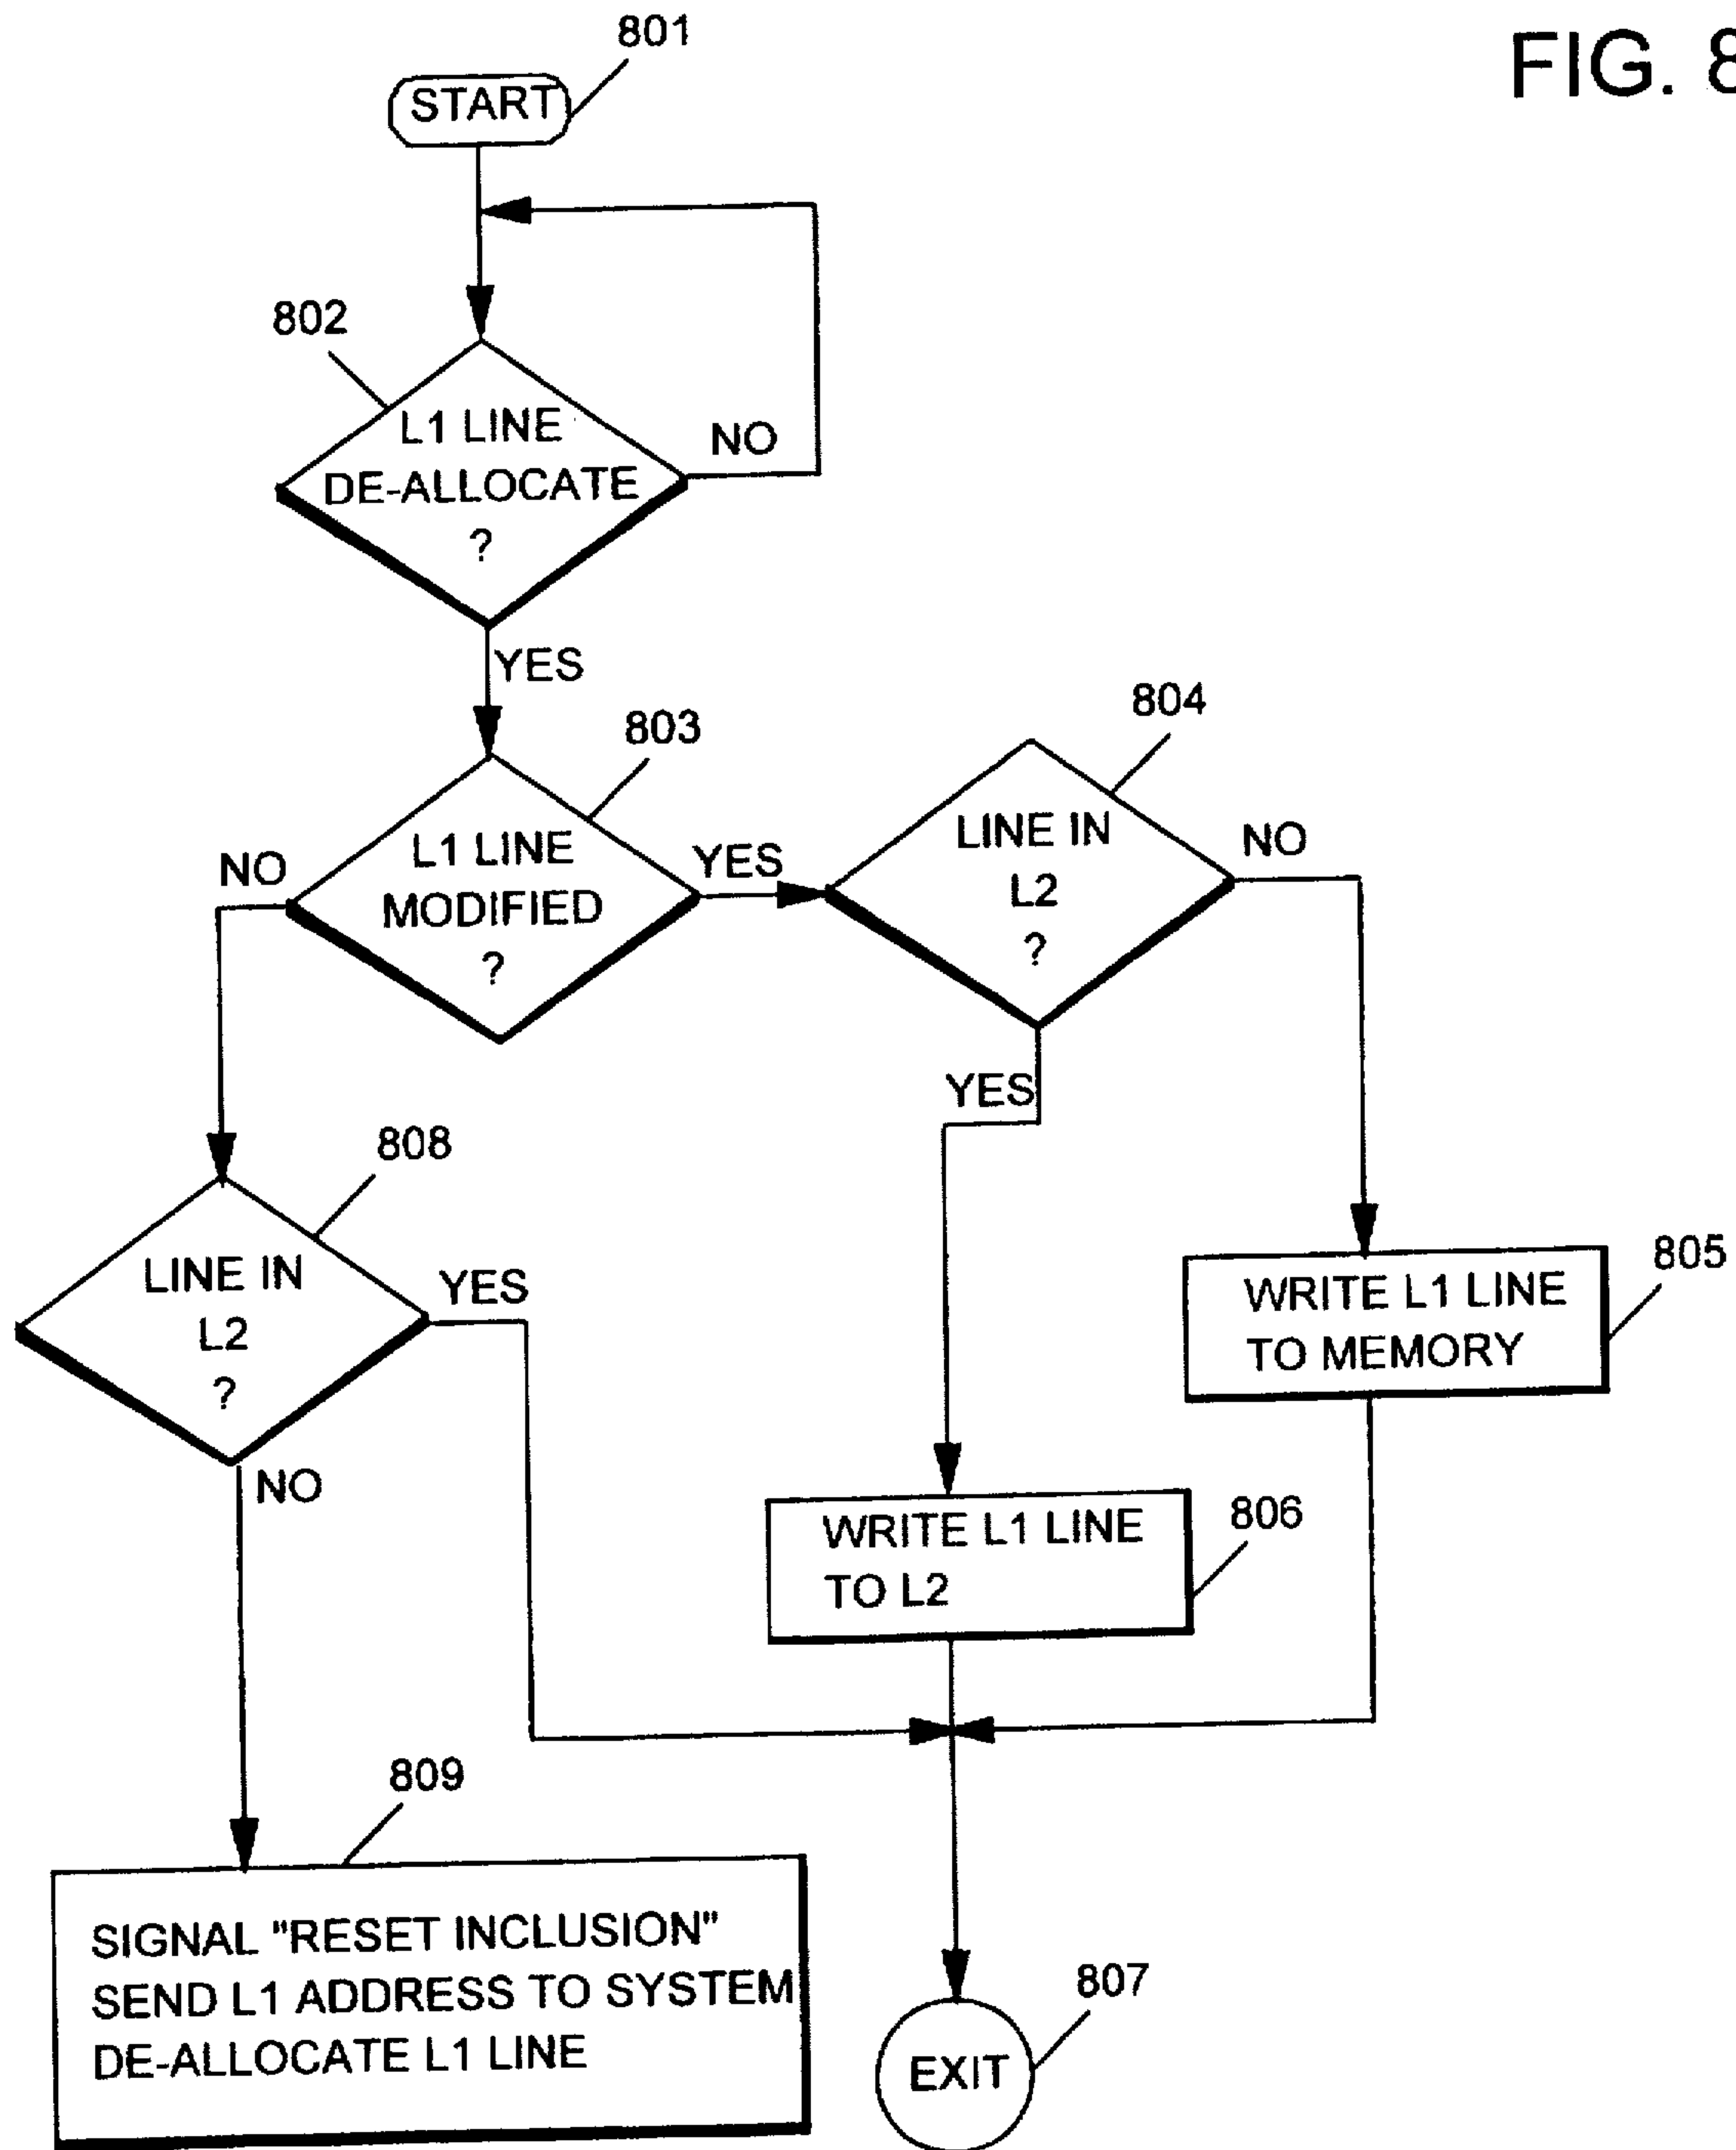 FIG. 8
801
START
802
L1 LINE
DE-ALLOCATE
?
NO
YES
803
804
L1 LINE
MODIFIED
?
NO
YES
LINE IN
L2
?
NO
YES
808
LINE IN
L2
?
YES
NO
WRITE L1 LINE
TO MEMORY
805
WRITE L1 LINE
TO L2
806
809
SIGNAL "RESET INCLUSION"
SEND L1 ADDRESS TO SYSTEM
DE-ALLOCATE L1 LINE
807
EXIT